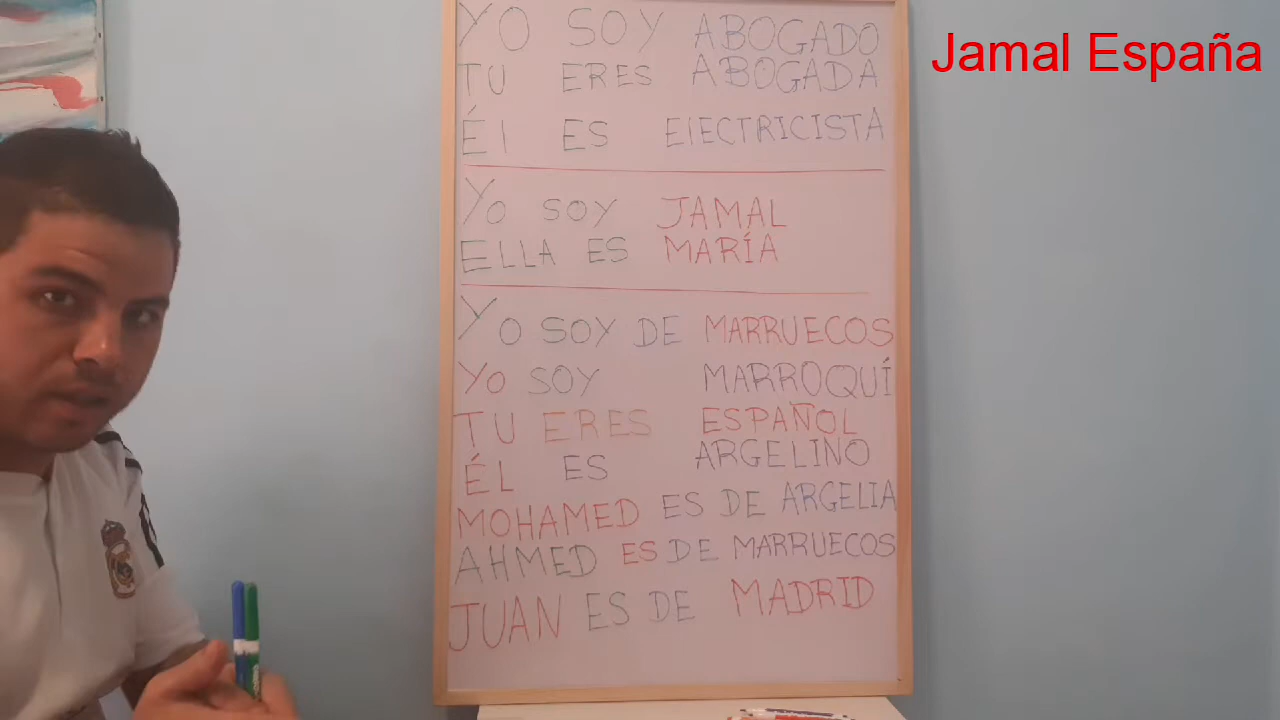 Jamal España
YO SOY ABOGADO
TU ERES ABOGADA
Él ES ElECTRICISTA
Yo SOY JAMAL
ELLA ES MARÍA
YO SOY DE MARRUECOS
Yo SOY MARROQUÍ
TU ERES ESPAÑOL
ÉL ES ARGELINO
MOHAMED ES DE ARGELIA
AHMED ES DE MARRUECOS
JUAN ES DE MADRID